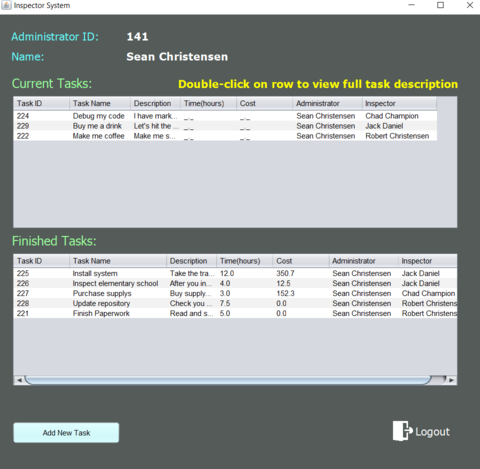 Inspector System
Administrator ID: 141
Name: Sean Christensen
Current Tasks: Double-click on row to view full task description
Task ID Task Name Description Time(hours) Cost Administrator Inspector
224 Debug my code I have mark... _._ _._ Sean Christensen Chad Champion
229 Buy me a drink Let's hit the ... _._ _._ Sean Christensen Jack Daniel
222 Make me coffee Make me s... _._ _._ Sean Christensen Robert Christensen
Finished Tasks:
Task ID Task Name Description Time(hours) Cost Administrator Inspector
225 Install system Take the tra... 12.0 350.7 Sean Christensen Jack Daniel
226 Inspect elementary school After you in... 4.0 12.5 Sean Christensen Jack Daniel
227 Purchase supplys Buy supply... 3.0 152.3 Sean Christensen Chad Champion
228 Update repository Check you ... 7.5 0.0 Sean Christensen Robert Christens
221 Finish Paperwork Read and s... 5.0 0.0 Sean Christensen Robert Christens
Add New Task
Logout